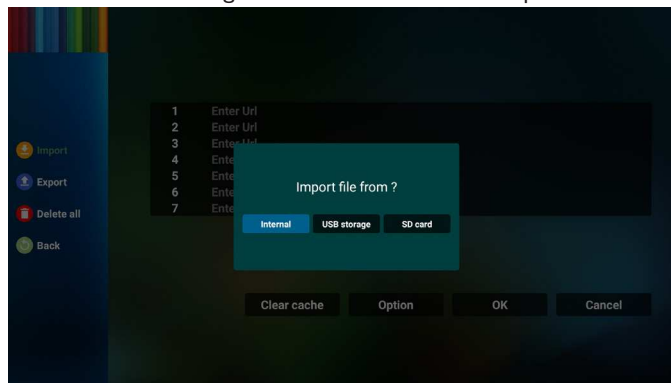 Import
Export
Delete all
Back
1 Enter Url
2 Enter Url
3 Enter Url
4 Ente
5 Ente
6 Ente
7 Ente
Import file from ?
Internal USB storage SD card
Clear cache Option OK Cancel